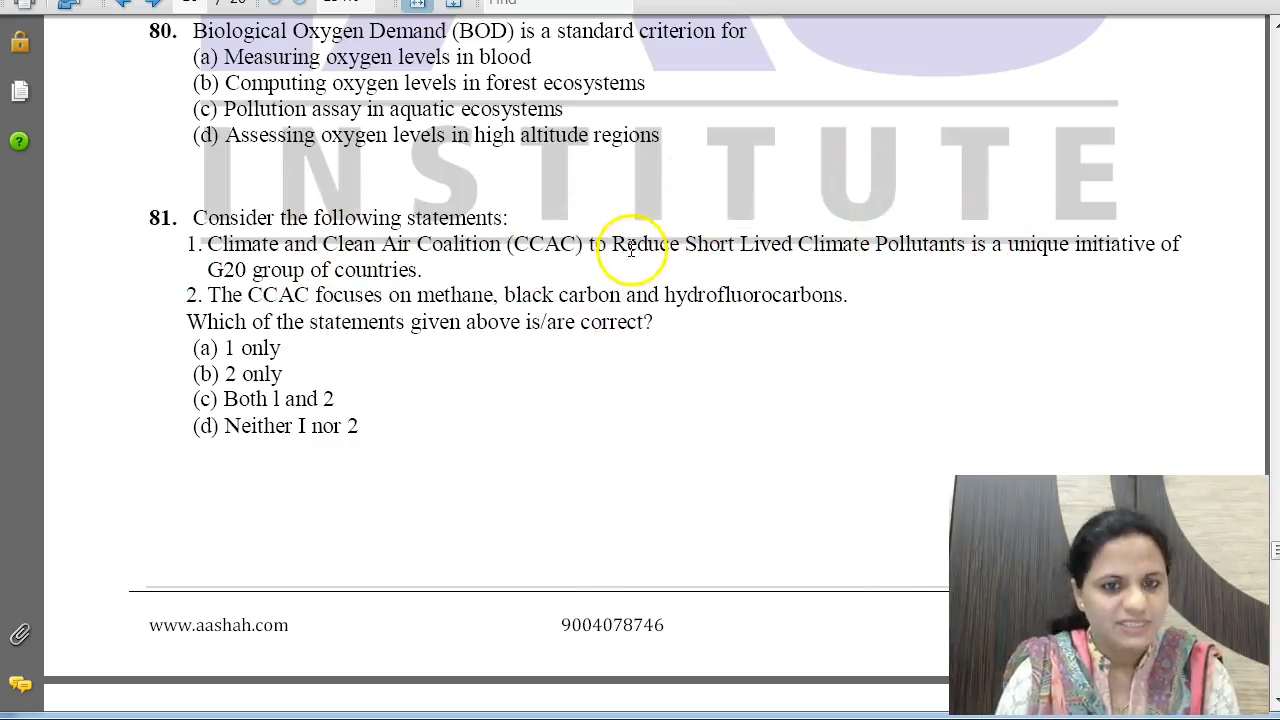 Find
80. Biological Oxygen Demand (BOD) is a standard criterion for
(a) Measuring oxygen levels in blood
(b) Computing oxygen levels in forest ecosystems
(c) Pollution assay in aquatic ecosystems
(d) Assessing oxygen levels in high altitude regions
INSTITUTE
81. Consider the following statements:
1. Climate and Clean Air Coalition (CCAC) to Reduce Short Lived Climate Pollutants is a unique initiative of
G20 group of countries.
2. The CCAC focuses on methane, black carbon and hydrofluorocarbons.
Which of the statements given above is/are correct?
(a) 1 only
(b) 2 only
(c) Both l and 2
(d) Neither I nor 2
www.aashah.com 9004078746